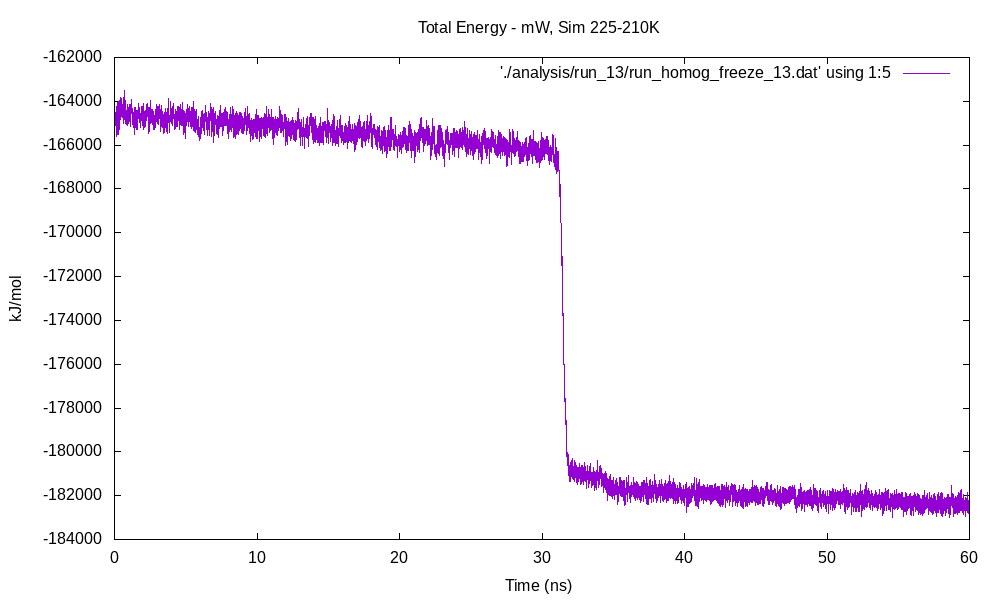 Total Energy - mW, Sim 225-210K
'./analysis/run_13/run_homog_freeze_13.dat' using 1:5
-162000
-164000
-166000
-168000
-170000
-172000
-174000
-176000
-178000
-180000
-182000
-184000
kJ/mol
0 10 20 30 40 50 60
Time (ns)